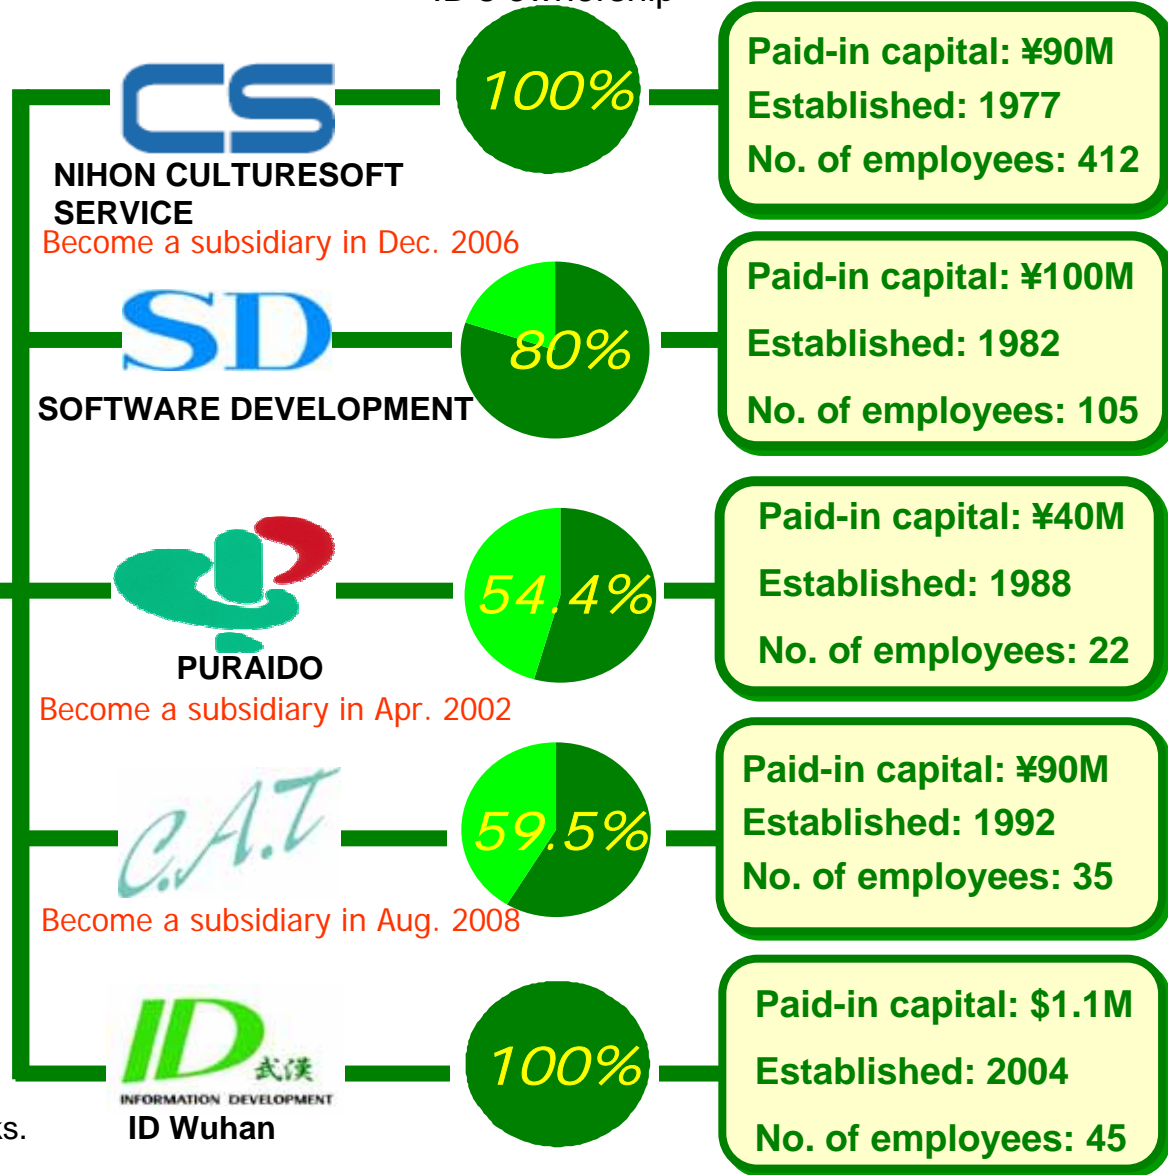 ID's ownership
CS
100%
Paid-in capital: ¥90M
Established: 1977
No. of employees: 412
NIHON CULTURESOFT
SERVICE
Become a subsidiary in Dec. 2006
SD
80%
Paid-in capital: ¥100M
Established: 1982
No. of employees: 105
SOFTWARE DEVELOPMENT
54.4%
Paid-in capital: ¥40M
Established: 1988
No. of employees: 22
PURAIDO
Become a subsidiary in Apr. 2002
C.A.T
59.5%
Paid-in capital: ¥90M
Established: 1992
No. of employees: 35
Become a subsidiary in Aug. 2008
ID 武漢
INFORMATION DEVELOPMENT
100%
Paid-in capital: $1.1M
Established: 2004
No. of employees: 45
ID Wuhan